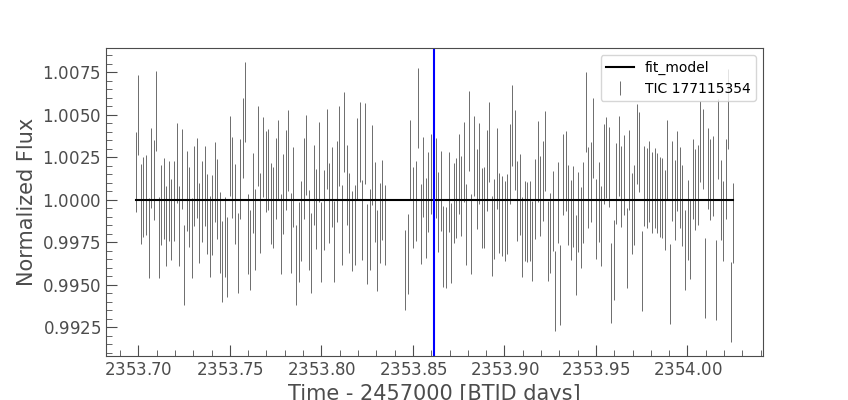 1.0075
1.0050
1.0025
1.0000
0.9975
0.9950
0.9925
Normalized Flux
fit_model
TIC 177115354
2353.70 2353.75 2353.80 2353.85 2353.90 2353.95 2354.00
Time - 2457000 [BTJD days]